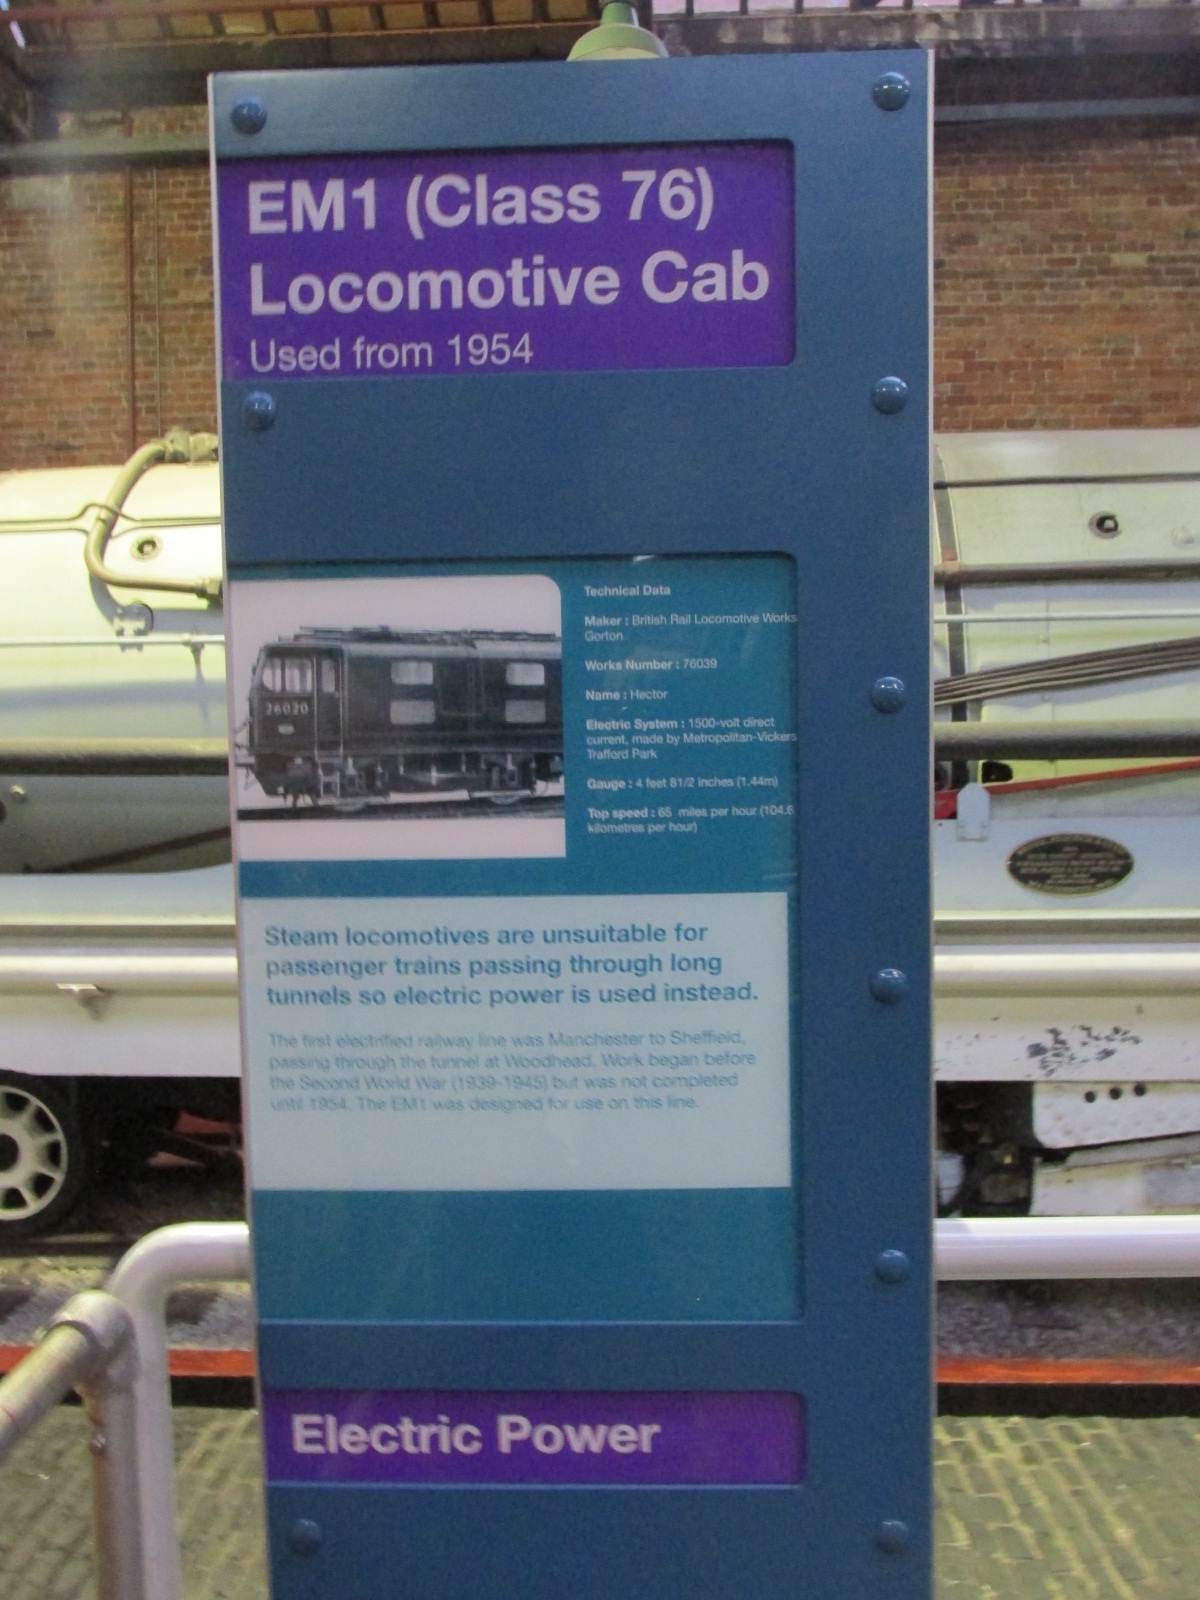 EM1 (Class 76)
Locomotive Cab
Used from 1954
26020
Technical Data
Maker : British Rail Locomotive Works
Gorton
Works Number : 76039
Name : Hector
Electric System : 1500-volt direct
current, made by Metropolitan-Vickers
Trafford Park
Gauge : 4 feet 81/2 inches (1.44m)
Top speed : 65 miles per hour (104.6
kilometres per hour)
Steam locomotives are unsuitable for
passenger trains passing through long
tunnels so electric power is used instead.
The first electrified railway line was Manchester to Sheffield,
passing through the tunnel at Woodhead. Work began before
the Second World War (1939-1945) but was not completed
until 1954. The EM1 was designed for use on this line.
Electric Power